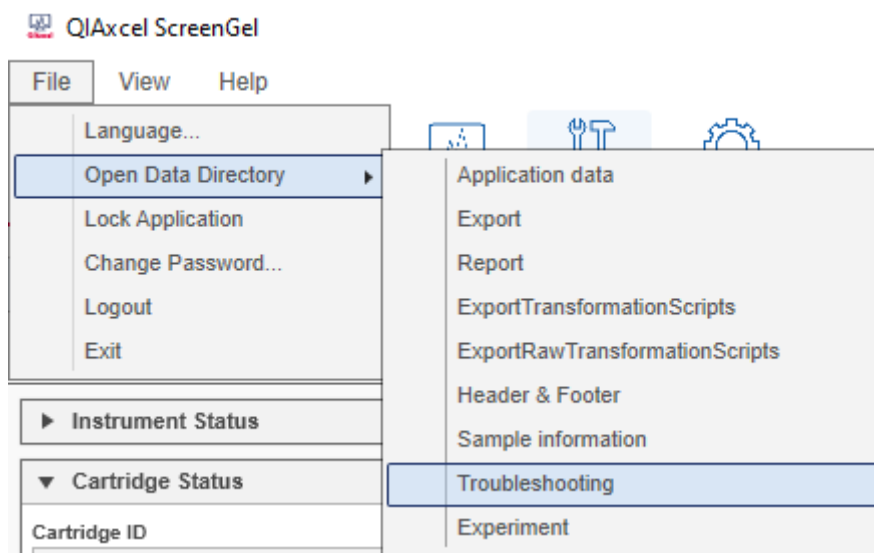 QIAxcel ScreenGel
File View Help
Language...
Open Data Directory
Lock Application
Change Password...
Logout
Exit
Application data
Export
Report
ExportTransformationScripts
ExportRawTransformationScripts
Header & Footer
Sample information
Troubleshooting
Experiment
Instrument Status
Cartridge Status
Cartridge ID